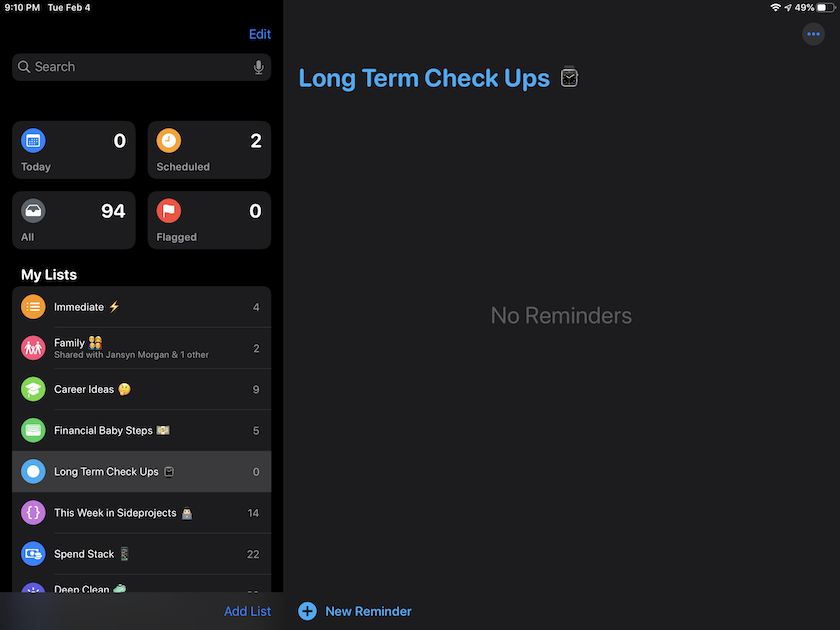 9:10 PM Tue Feb 4
49%
Edit
Search
0
Today
2
Scheduled
94
All
0
Flagged
My Lists
Immediate ⚡ 4
Family
Shared with Jansyn Morgan & 1 other
2
Career Ideas 🤔 9
Financial Baby Steps 💵 5
Long Term Check Ups 0
This Week in Sideprojects 14
Spend Stack 22
Deep Clean
Add List
Long Term Check Ups
No Reminders
New Reminder